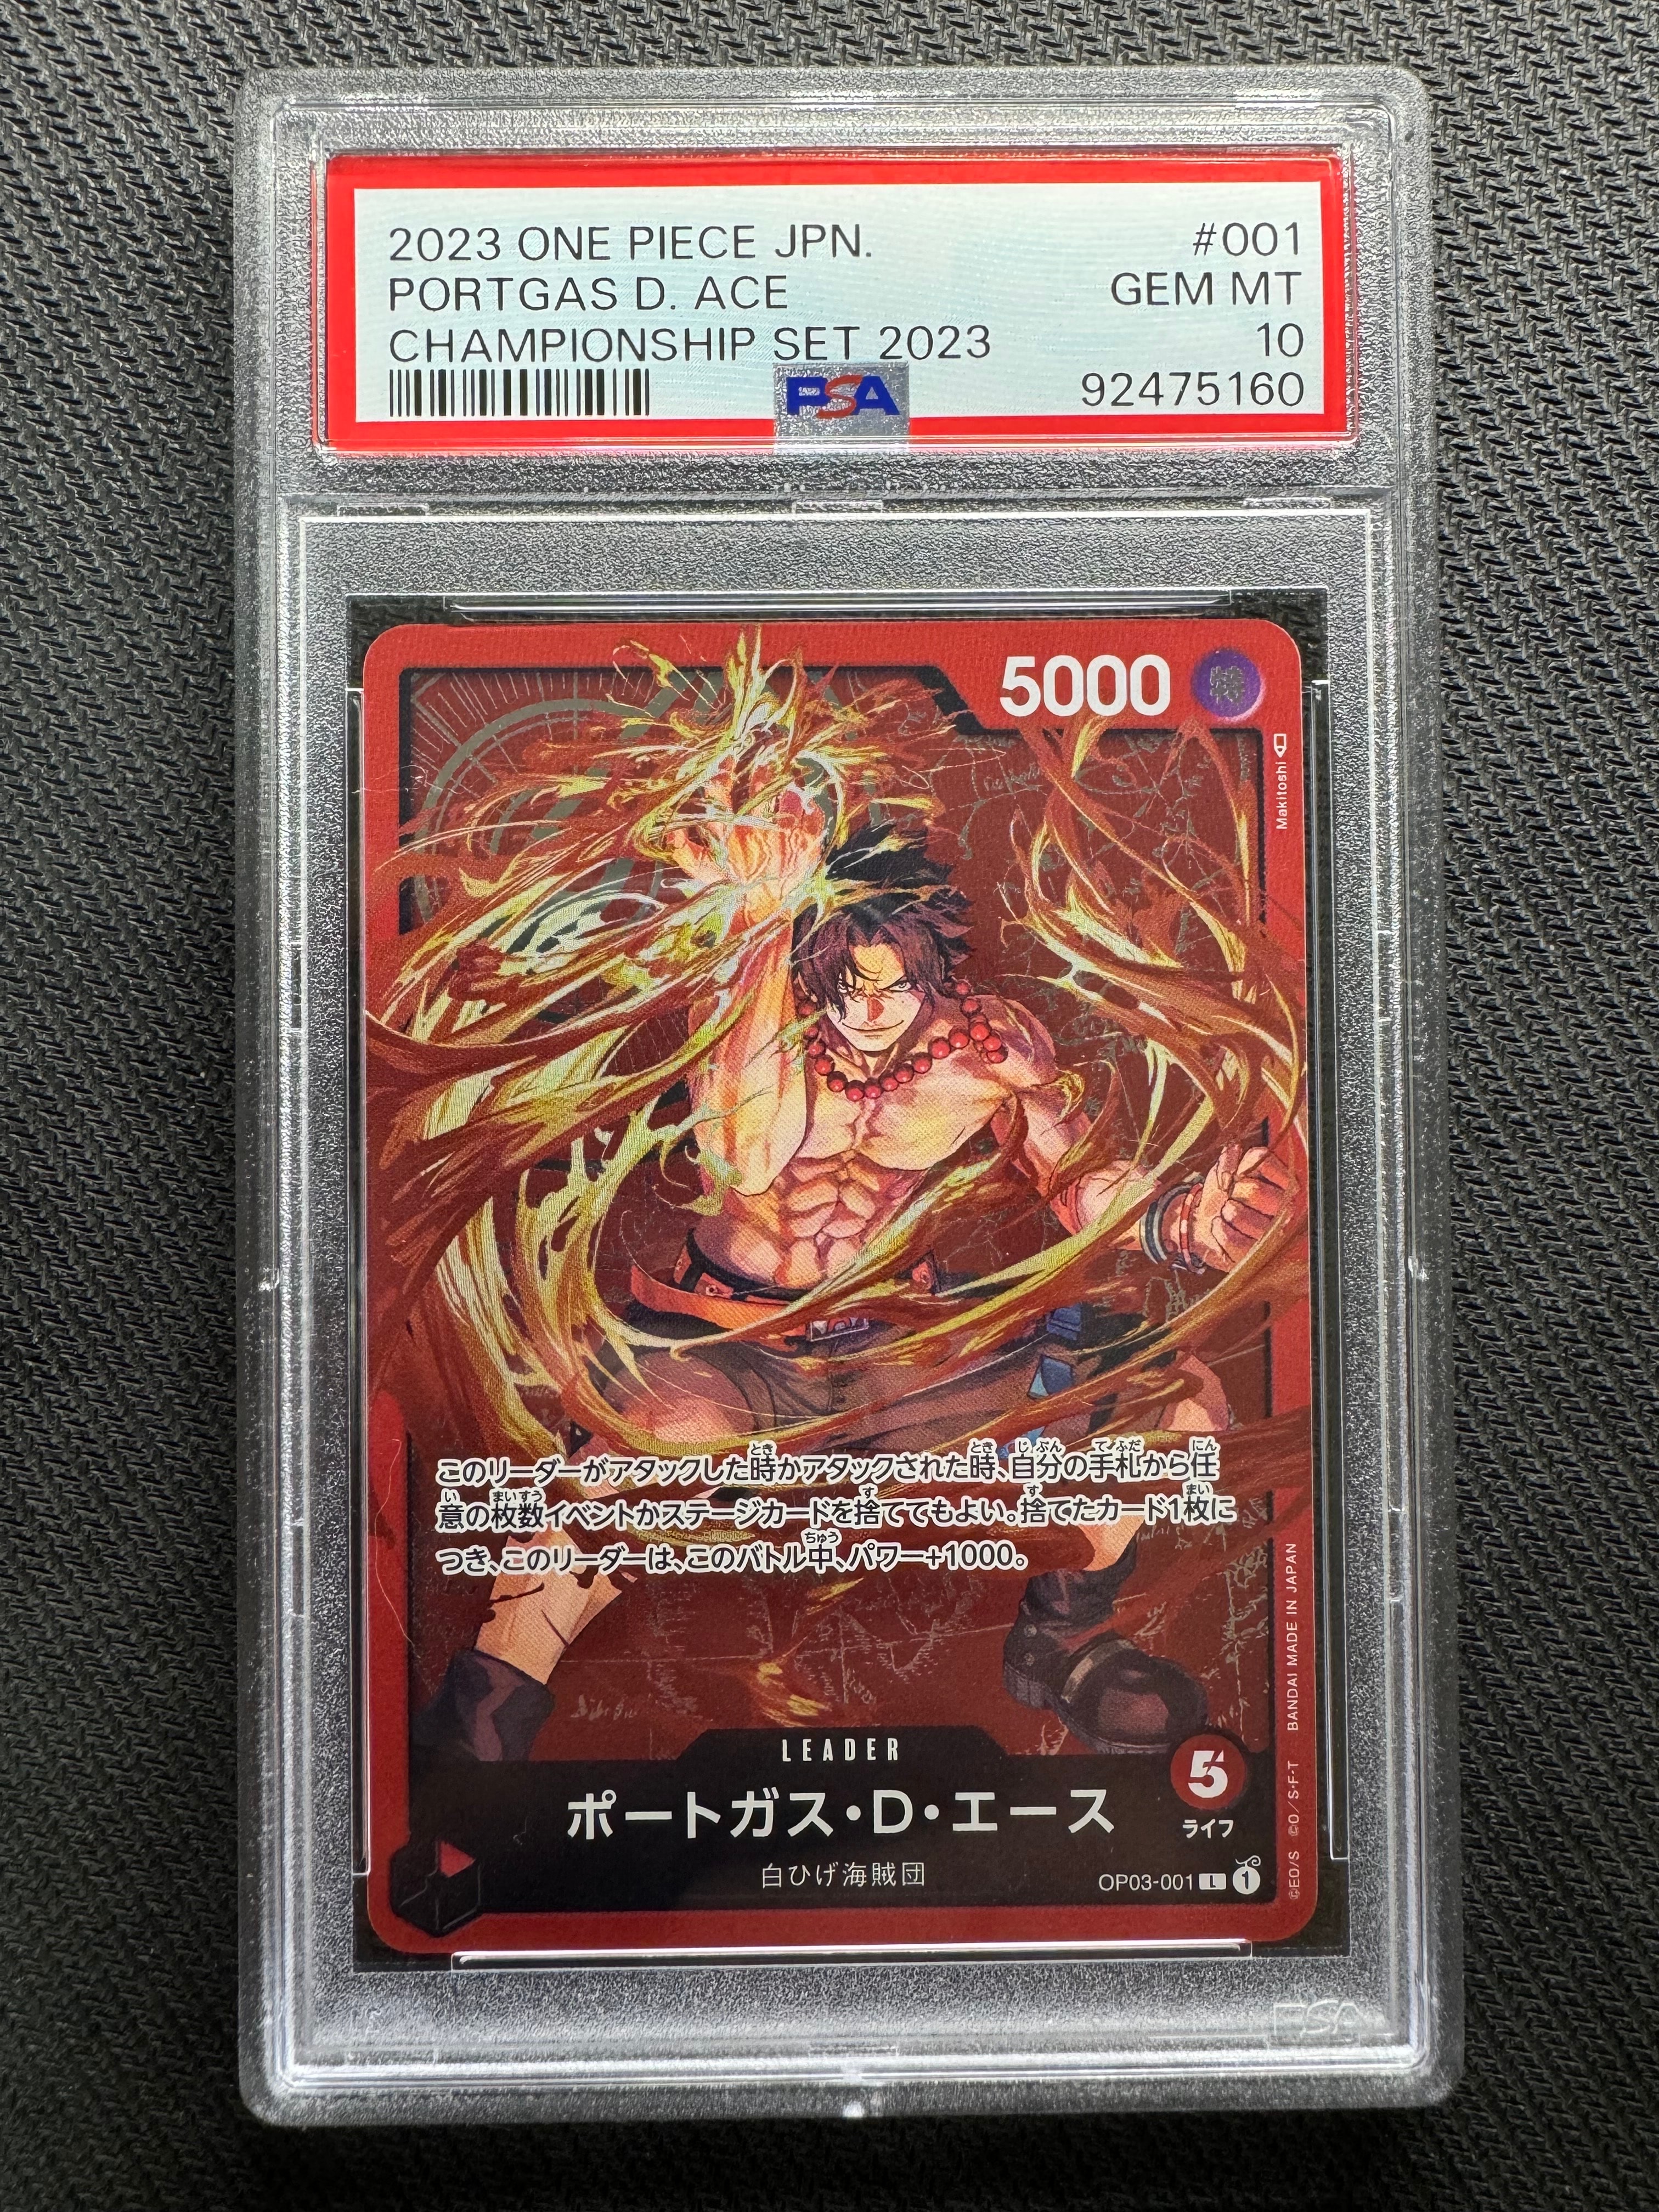 2023 ONE PIECE JPN. #001
PORTGAS D. ACE GEM MT
CHAMPIONSHIP SET 2023 10
PSA 92475160
5000 特
Makitoshi
このリーダーがアタックした時かアタックされた時、自分の手札から任
意の枚数イベントかステージカードを捨ててもよい。捨てたカード1枚に
つき、このリーダーは、このバトル中、パワー+1000。
LEADER
ポートガス・D・エース
5
ライフ
白ひげ海賊団
OP03-001 L 1
©EO/S ©O/S・F・T BANDAI MADE IN JAPAN
PSA